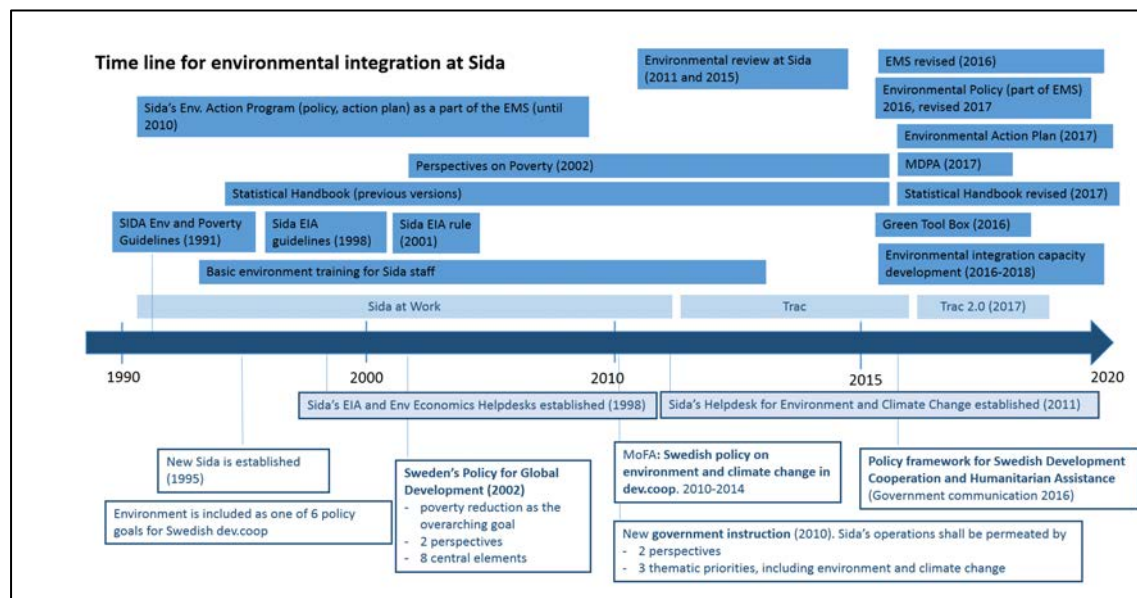 Time line for environmental integration at Sida
Environmental review at Sida
(2011 and 2015)
EMS revised (2016)
Sida's Env. Action Program (policy, action plan) as a part of the EMS (until
2010)
Environmental Policy (part of EMS)
2016, revised 2017
Environmental Action Plan (2017)
Perspectives on Poverty (2002)
MDPA (2017)
Statistical Handbook (previous versions)
Statistical Handbook revised (2017)
SIDA Env and Poverty
Guidelines (1991)
Sida EIA
guidelines (1998)
Sida EIA rule
(2001)
Green Tool Box (2016)
Basic environment training for Sida staff
Environmental integration capacity
development (2016-2018)
Sida at Work
Trac
Trac 2.0 (2017)
1990
2000
2010
2015
2020
Sida's EIA and Env Economics Helpdesks established (1998)
Sida's Helpdesk for Environment and Climate Change established (2011)
New Sida is established
(1995)
Environment is included as one of 6 policy
goals for Swedish dev.coop
Sweden's Policy for Global
Development (2002)
- poverty reduction as the
overarching goal
- 2 perspectives
- 8 central elements
MoFA: Swedish policy on
environment and climate change in
dev.coop. 2010-2014
Policy framework for Swedish Development
Cooperation and Humanitarian Assistance
(Government communication 2016)
New government instruction (2010). Sida's operations shall be permeated by
- 2 perspectives
- 3 thematic priorities, including environment and climate change